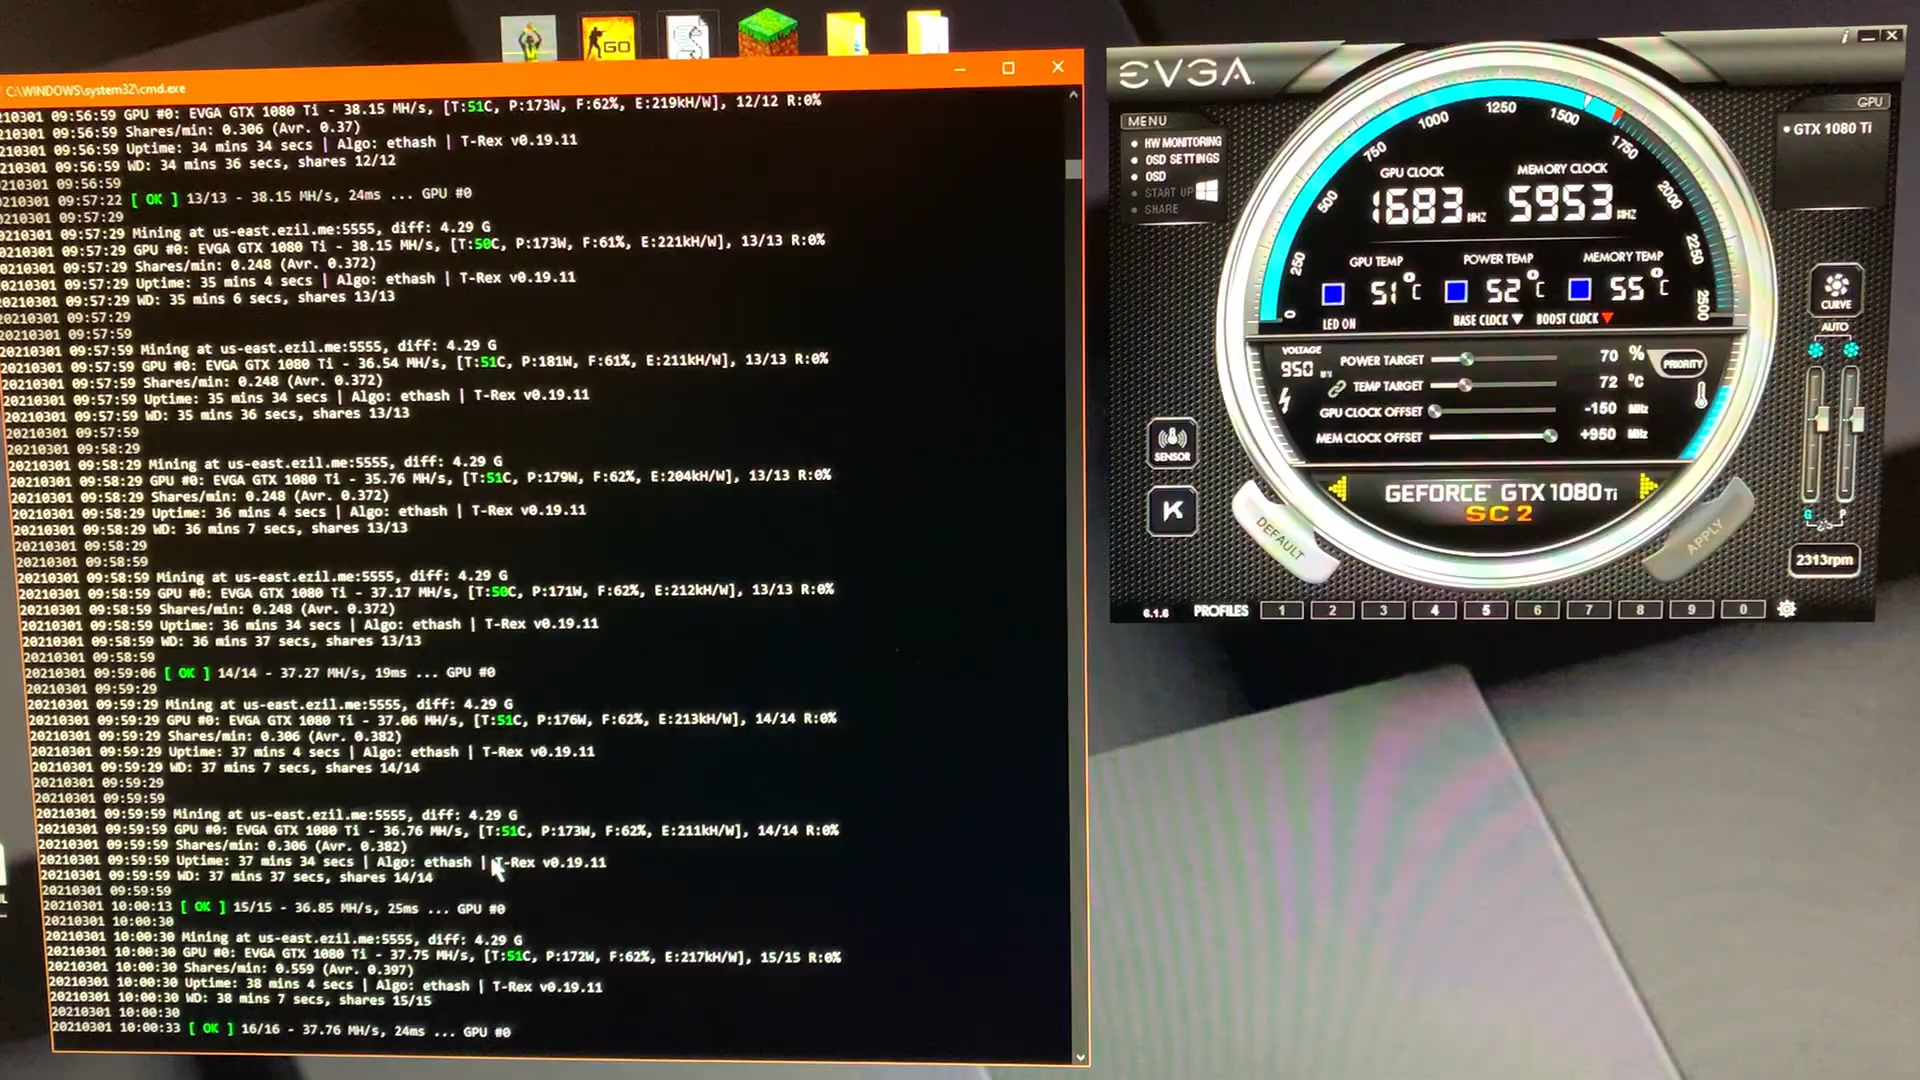 GO
C:\WINDOWS\system32\cmd.exe
210301 09:56:59 GPU #0: EVGA GTX 1080 Ti - 38.15 MH/s, [T:51C, P:173W, F:62%, E:219kH/W], 12/12 R:0%
210301 09:56:59 Shares/min: 0.306 (Avr. 0.37)
210301 09:56:59 Uptime: 34 mins 34 secs | Algo: ethash | T-Rex v0.19.11
210301 09:56:59 WD: 34 mins 36 secs, shares 12/12
210301 09:56:59
210301 09:57:22 [ OK ] 13/13 - 38.15 MH/s, 24ms ... GPU #0
210301 09:57:29
210301 09:57:29 Mining at us-east.ezil.me:5555, diff: 4.29 G
210301 09:57:29 GPU #0: EVGA GTX 1080 Ti - 38.15 MH/s, [T:50C, P:173W, F:61%, E:221kH/W], 13/13 R:0%
210301 09:57:29 Shares/min: 0.248 (Avr. 0.372)
210301 09:57:29 Uptime: 35 mins 4 secs | Algo: ethash | T-Rex v0.19.11
210301 09:57:29 WD: 35 mins 6 secs, shares 13/13
210301 09:57:29
210301 09:57:59
210301 09:57:59 Mining at us-east.ezil.me:5555, diff: 4.29 G
210301 09:57:59 GPU #0: EVGA GTX 1080 Ti - 36.54 MH/s, [T:51C, P:181W, F:61%, E:211kH/W], 13/13 R:0%
20210301 09:57:59 Shares/min: 0.248 (Avr. 0.372)
20210301 09:57:59 Uptime: 35 mins 34 secs | Algo: ethash | T-Rex v0.19.11
20210301 09:57:59 WD: 35 mins 36 secs, shares 13/13
20210301 09:57:59
20210301 09:58:29
20210301 09:58:29 Mining at us-east.ezil.me:5555, diff: 4.29 G
20210301 09:58:29 GPU #0: EVGA GTX 1080 Ti - 35.76 MH/s, [T:51C, P:179W, F:62%, E:204kH/W], 13/13 R:0%
20210301 09:58:29 Shares/min: 0.248 (Avr. 0.372)
20210301 09:58:29 Uptime: 36 mins 4 secs | Algo: ethash | T-Rex v0.19.11
20210301 09:58:29 WD: 36 mins 7 secs, shares 13/13
20210301 09:58:29
20210301 09:58:59
20210301 09:58:59 Mining at us-east.ezil.me:5555, diff: 4.29 G
20210301 09:58:59 GPU #0: EVGA GTX 1080 Ti - 37.17 MH/s, [T:50C, P:171W, F:62%, E:212kH/W], 13/13 R:0%
20210301 09:58:59 Shares/min: 0.248 (Avr. 0.372)
20210301 09:58:59 Uptime: 36 mins 34 secs | Algo: ethash | T-Rex v0.19.11
20210301 09:58:59 WD: 36 mins 37 secs, shares 13/13
20210301 09:58:59
20210301 09:59:06 [ OK ] 14/14 - 37.27 MH/s, 19ms ... GPU #0
20210301 09:59:29
20210301 09:59:29 Mining at us-east.ezil.me:5555, diff: 4.29 G
20210301 09:59:29 GPU #0: EVGA GTX 1080 Ti - 37.06 MH/s, [T:51C, P:176W, F:62%, E:213kH/W], 14/14 R:0%
20210301 09:59:29 Shares/min: 0.306 (Avr. 0.382)
20210301 09:59:29 Uptime: 37 mins 4 secs | Algo: ethash | T-Rex v0.19.11
20210301 09:59:29 WD: 37 mins 7 secs, shares 14/14
20210301 09:59:29
20210301 09:59:59
20210301 09:59:59 Mining at us-east.ezil.me:5555, diff: 4.29 G
20210301 09:59:59 GPU #0: EVGA GTX 1080 Ti - 36.76 MH/s, [T:51C, P:173W, F:62%, E:211kH/W], 14/14 R:0%
20210301 09:59:59 Shares/min: 0.306 (Avr. 0.382)
20210301 09:59:59 Uptime: 37 mins 34 secs | Algo: ethash | T-Rex v0.19.11
20210301 09:59:59 WD: 37 mins 37 secs, shares 14/14
20210301 09:59:59
20210301 10:00:13 [ OK ] 15/15 - 36.85 MH/s, 25ms ... GPU #0
20210301 10:00:30
20210301 10:00:30 Mining at us-east.ezil.me:5555, diff: 4.29 G
20210301 10:00:30 GPU #0: EVGA GTX 1080 Ti - 37.75 MH/s, [T:51C, P:172W, F:62%, E:217kH/W], 15/15 R:0%
20210301 10:00:30 Shares/min: 0.559 (Avr. 0.397)
20210301 10:00:30 Uptime: 38 mins 4 secs | Algo: ethash | T-Rex v0.19.11
20210301 10:00:30 WD: 38 mins 7 secs, shares 15/15
20210301 10:00:30
20210301 10:00:33 [ OK ] 16/16 - 37.76 MH/s, 24ms ... GPU #0
EVGA
MENU
HW MONITORING
OSD SETTINGS
OSD
START UP
SHARE
GPU
GTX 1080 Ti
0 250 500 750 1000 1250 1500 1750 2000 2250 2500
GPU CLOCK MEMORY CLOCK
1683 MHZ 5953 MHZ
GPU TEMP POWER TEMP MEMORY TEMP
51 °C 52 °C 55 °C
LED ON BASE CLOCK BOOST CLOCK
VOLTAGE
950 mV
POWER TARGET 70 %
PRIORITY
TEMP TARGET 72 °C
GPU CLOCK OFFSET -150 MHz
MEM CLOCK OFFSET +950 MHz
GEFORCE GTX 1080 Ti
SC2
DEFAULT
APPLY
SENSOR
K
CURVE
AUTO
G P
2313rpm
6.1.6 PROFILES 1 2 3 4 5 6 7 8 9 0